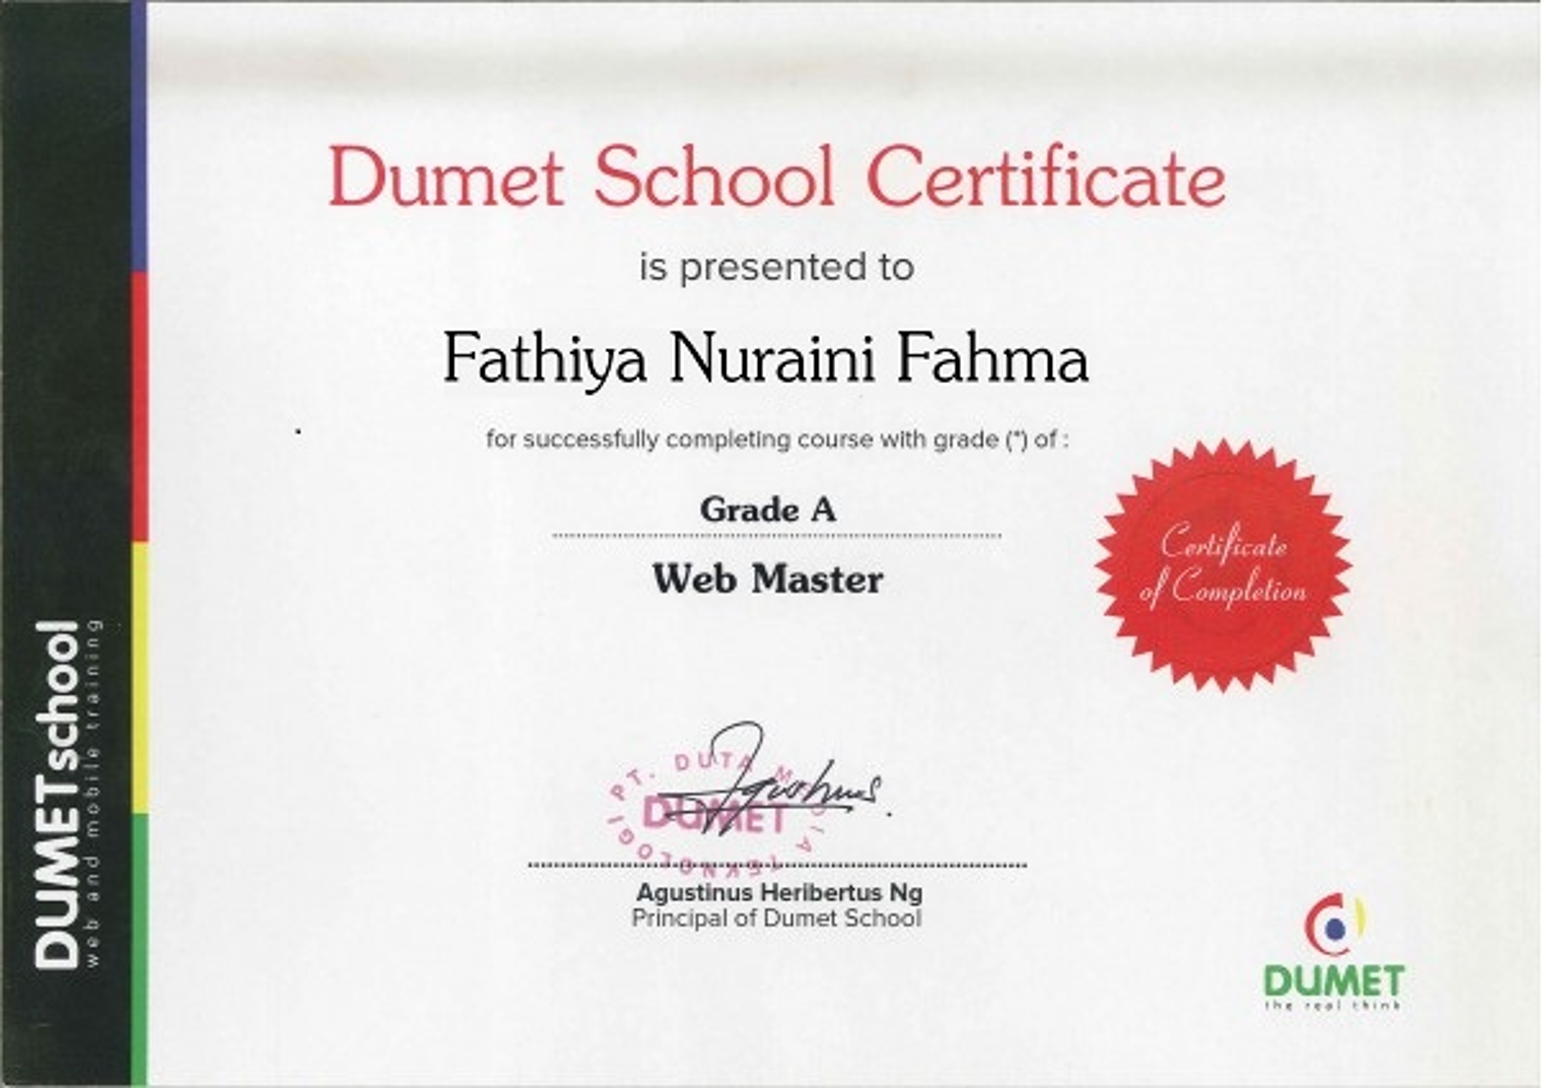 Dumet School Certificate
is presented to
Fathiya Nuraini Fahma
for successfully completing course with grade (*) of :
Grade A
Web Master
Certificate
of Completion
PT. DUTA MEDIA TEKNOLOGI
DUMET
Agustinus.
Agustinus Heribertus Ng
Principal of Dumet School
DUMETschool
web and mobile training
DUMET
the real think